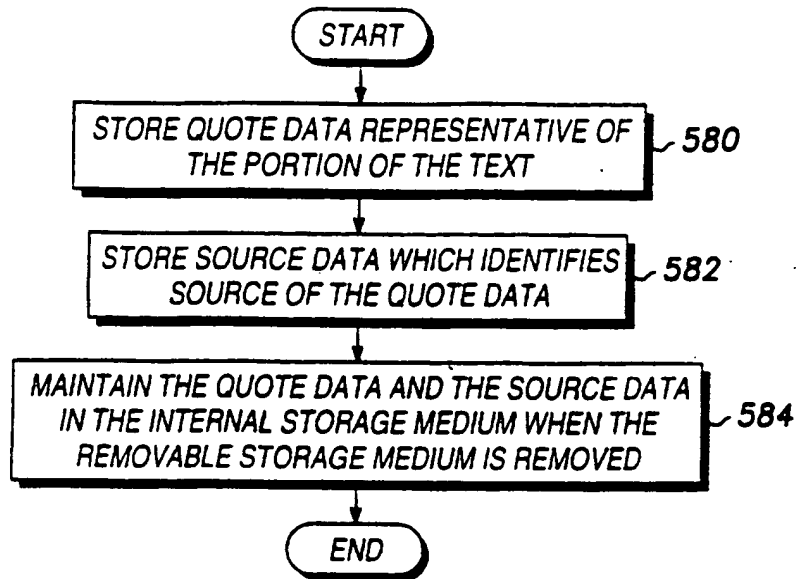 START
STORE QUOTE DATA REPRESENTATIVE OF
THE PORTION OF THE TEXT
580
STORE SOURCE DATA WHICH IDENTIFIES
SOURCE OF THE QUOTE DATA
582
MAINTAIN THE QUOTE DATA AND THE SOURCE DATA
IN THE INTERNAL STORAGE MEDIUM WHEN THE
REMOVABLE STORAGE MEDIUM IS REMOVED
584
END